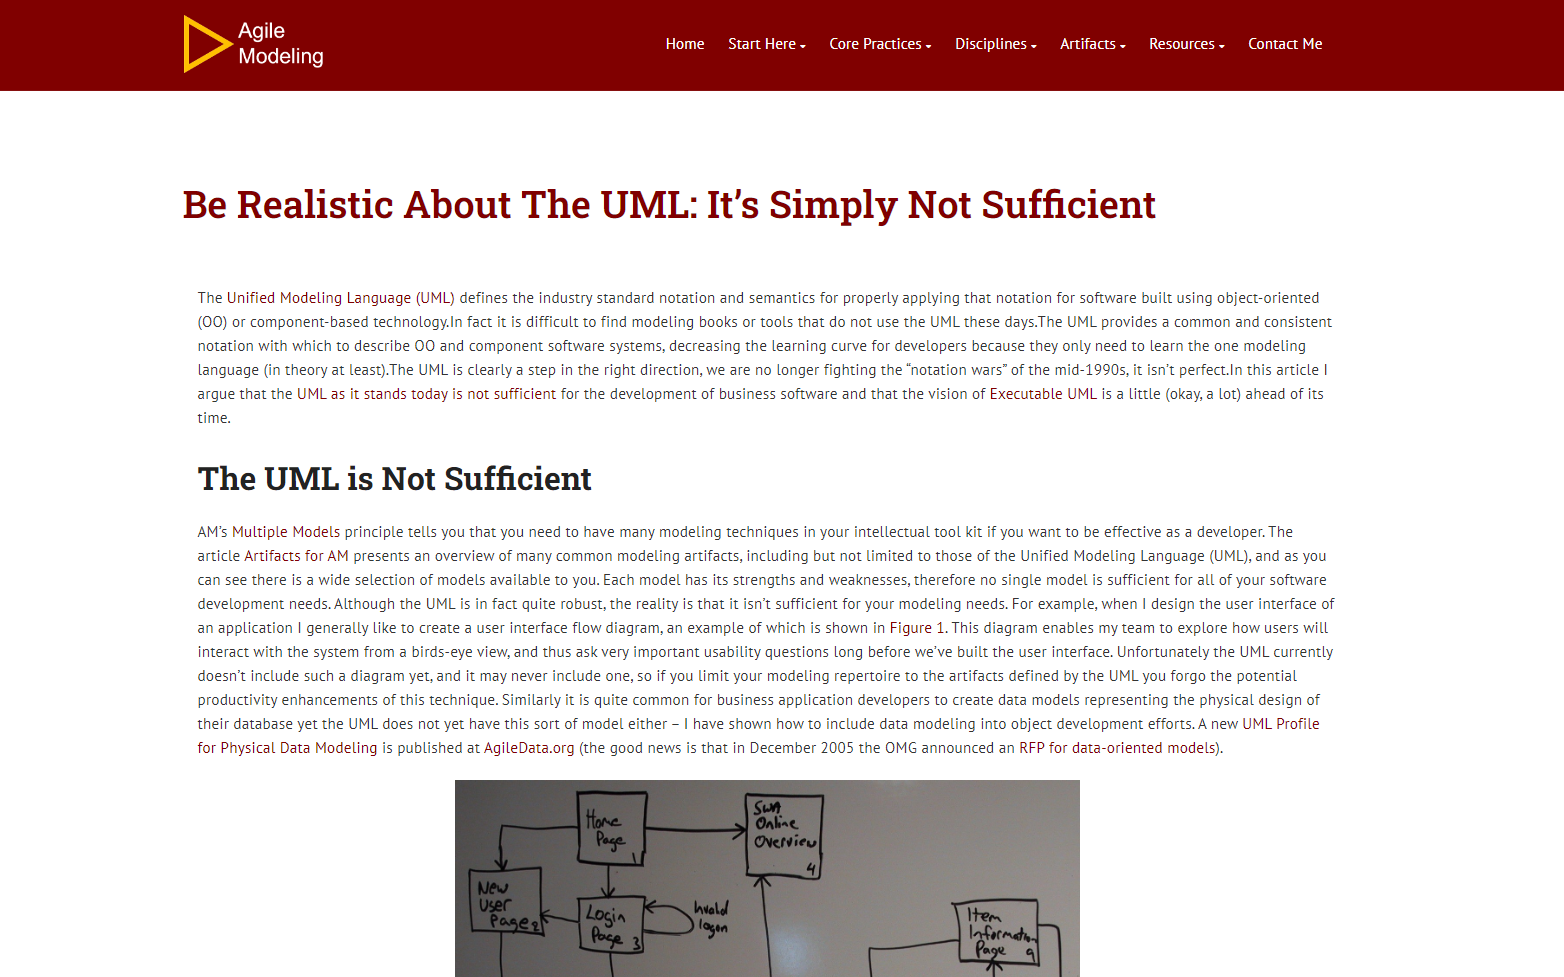 Agile
Modeling
Home Start Here Core Practices Disciplines Artifacts Resources Contact Me
Be Realistic About The UML: It’s Simply Not Sufficient
The Unified Modeling Language (UML) defines the industry standard notation and semantics for properly applying that notation for software built using object-oriented
(OO) or component-based technology.In fact it is difficult to find modeling books or tools that do not use the UML these days.The UML provides a common and consistent
notation with which to describe OO and component software systems, decreasing the learning curve for developers because they only need to learn the one modeling
language (in theory at least).The UML is clearly a step in the right direction, we are no longer fighting the “notation wars” of the mid-1990s, it isn’t perfect.In this article I
argue that the UML as it stands today is not sufficient for the development of business software and that the vision of Executable UML is a little (okay, a lot) ahead of its
time.
The UML is Not Sufficient
AM’s Multiple Models principle tells you that you need to have many modeling techniques in your intellectual tool kit if you want to be effective as a developer. The
article Artifacts for AM presents an overview of many common modeling artifacts, including but not limited to those of the Unified Modeling Language (UML), and as you
can see there is a wide selection of models available to you. Each model has its strengths and weaknesses, therefore no single model is sufficient for all of your software
development needs. Although the UML is in fact quite robust, the reality is that it isn’t sufficient for your modeling needs. For example, when I design the user interface of
an application I generally like to create a user interface flow diagram, an example of which is shown in Figure 1. This diagram enables my team to explore how users will
interact with the system from a birds-eye view, and thus ask very important usability questions long before we’ve built the user interface. Unfortunately the UML currently
doesn’t include such a diagram yet, and it may never include one, so if you limit your modeling repertoire to the artifacts defined by the UML you forgo the potential
productivity enhancements of this technique. Similarly it is quite common for business application developers to create data models representing the physical design of
their database yet the UML does not yet have this sort of model either – I have shown how to include data modeling into object development efforts. A new UML Profile
for Physical Data Modeling is published at AgileData.org (the good news is that in December 2005 the OMG announced an RFP for data-oriented models).
Home
Page
1
SWA
Online
Overview
4
New
User
Page 2
Login
Page 3
Invalid
logon
Item
Information
Page 9